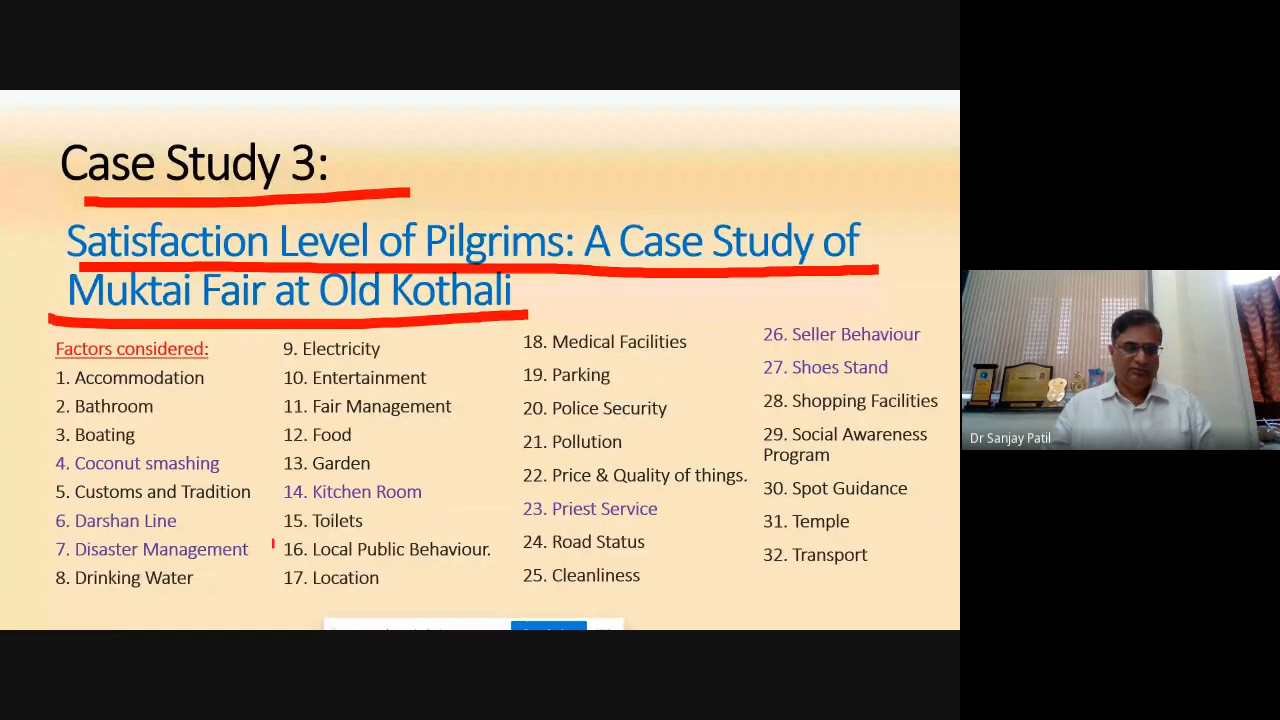 Case Study 3:
Satisfaction Level of Pilgrims: A Case Study of
Muktai Fair at Old Kothali
Factors considered:
1. Accommodation
2. Bathroom
3. Boating
4. Coconut smashing
5. Customs and Tradition
6. Darshan Line
7. Disaster Management
8. Drinking Water
9. Electricity
10. Entertainment
11. Fair Management
12. Food
13. Garden
14. Kitchen Room
15. Toilets
16. Local Public Behaviour.
17. Location
18. Medical Facilities
19. Parking
20. Police Security
21. Pollution
22. Price & Quality of things.
23. Priest Service
24. Road Status
25. Cleanliness
26. Seller Behaviour
27. Shoes Stand
28. Shopping Facilities
29. Social Awareness
Program
30. Spot Guidance
31. Temple
32. Transport
Dr Sanjay Patil